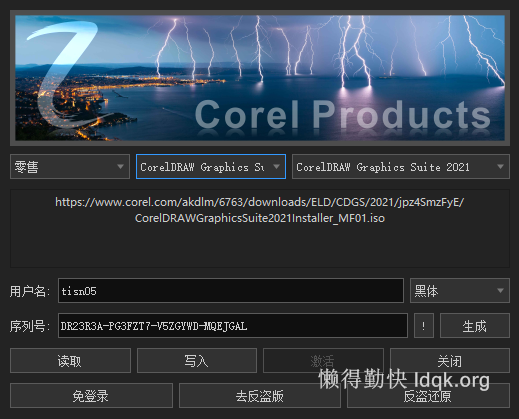 Corel Products
零售
CorelDRAW Graphics Su
CorelDRAW Graphics Suite 2021
https://www.corel.com/akdlm/6763/downloads/ELD/CDGS/2021/jpz4SmzFyE/
CorelDRAWGraphicsSuite2021Installer_MF01.iso
用户名: tisn05
黑体
序列号: DR23R3A-PG3FZT7-V5ZGYWD-MQEJGAL
!
生成
读取
写入
激活
关闭
懒得勤快 ldqk.org
免登录
去反盗版
反盗还原